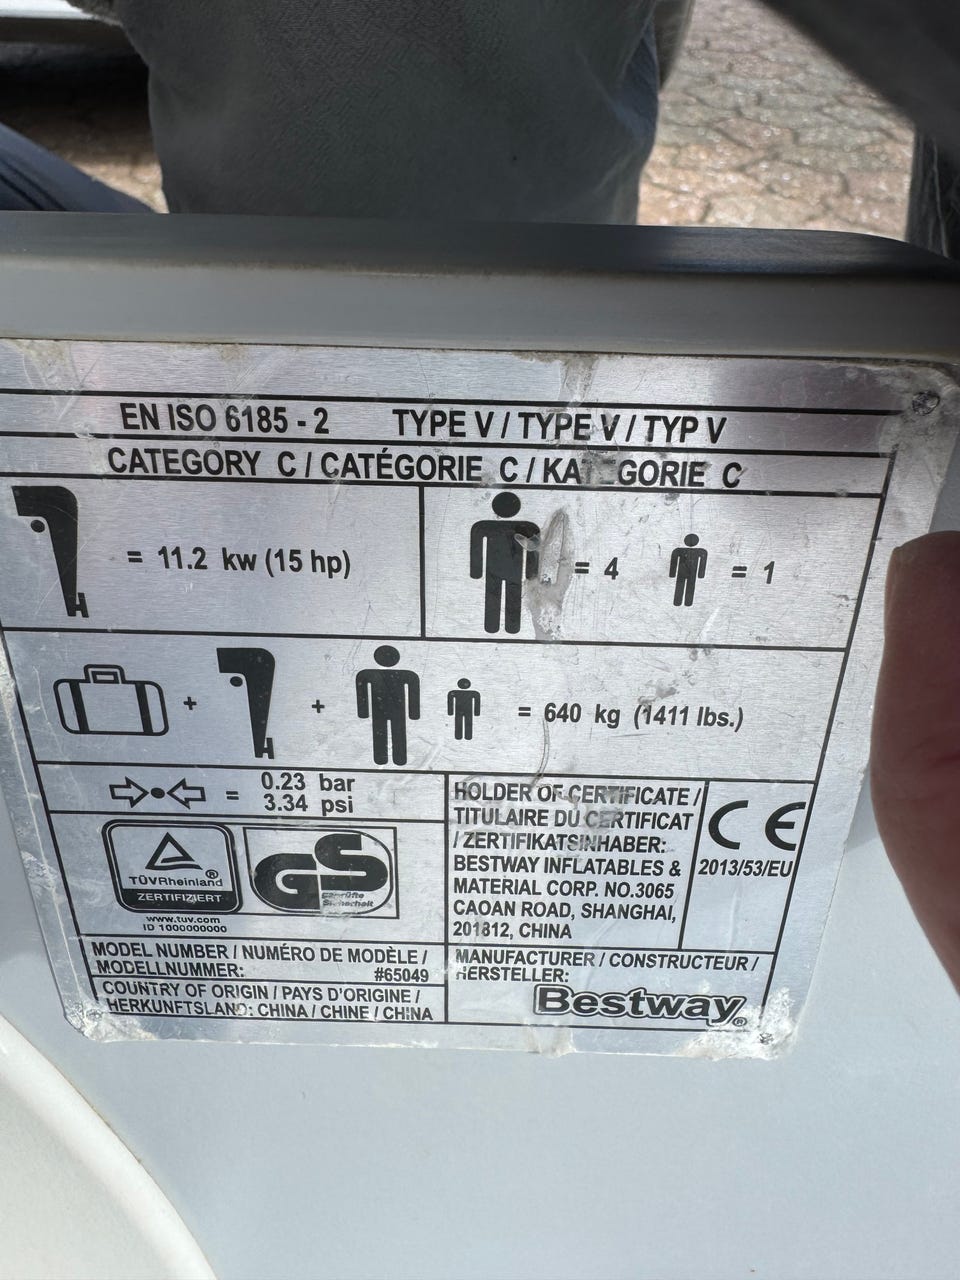 EN ISO 6185 - 2 TYPE V / TYPE V / TYP V
CATEGORY C / CATÉGORIE C / KATEGORIE C
= 11.2 kw (15 hp)
= 4 = 1
+ + = 640 kg (1411 lbs.)
= 0.23 bar
3.34 psi
TÜVRheinland®
ZERTIFIZIERT
www.tuv.com
ID 1000000000
GS
geprüfte
Sicherheit
HOLDER OF CERTIFICATE /
TITULAIRE DU CERTIFICAT
/ ZERTIFIKATSINHABER:
BESTWAY INFLATABLES &
MATERIAL CORP. NO.3065
CAOAN ROAD, SHANGHAI,
201812, CHINA
CE
2013/53/EU
MODEL NUMBER / NUMÉRO DE MODÈLE /
MODELLNUMMER: #65049
COUNTRY OF ORIGIN / PAYS D'ORIGINE /
HERKUNFTSLAND: CHINA / CHINE / CHINA
MANUFACTURER / CONSTRUCTEUR /
HERSTELLER:
Bestway®